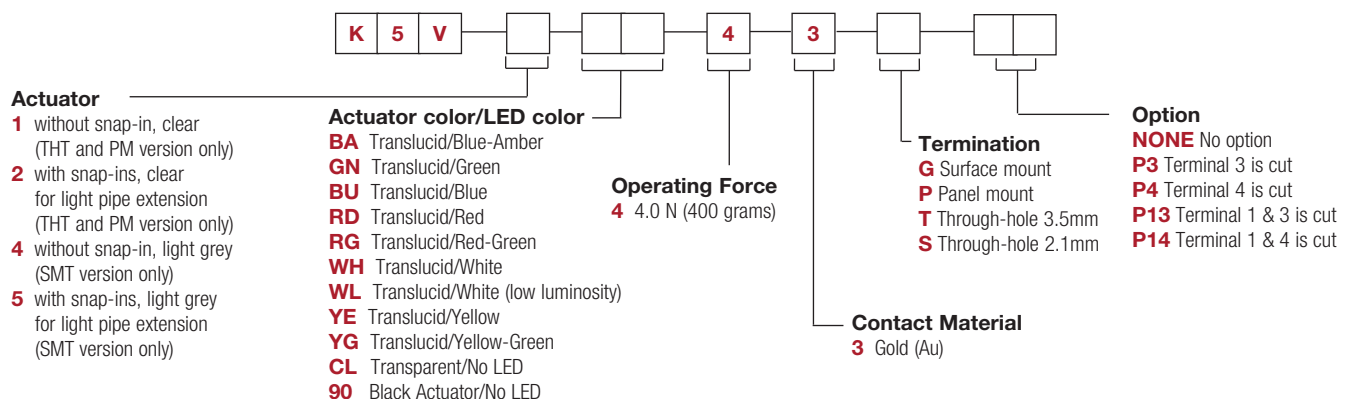 K 5 V 4 3
Actuator
1 without snap-in, clear
(THT and PM version only)
2 with snap-ins, clear
for light pipe extension
(THT and PM version only)
4 without snap-in, light grey
(SMT version only)
5 with snap-ins, light grey
for light pipe extension
(SMT version only)
Actuator color/LED color
BA Translucid/Blue-Amber
GN Translucid/Green
BU Translucid/Blue
RD Translucid/Red
RG Translucid/Red-Green
WH Translucid/White
WL Translucid/White (low luminosity)
YE Translucid/Yellow
YG Translucid/Yellow-Green
CL Transparent/No LED
90 Black Actuator/No LED
Operating Force
4 4.0 N (400 grams)
Contact Material
3 Gold (Au)
Termination
G Surface mount
P Panel mount
T Through-hole 3.5mm
S Through-hole 2.1mm
Option
NONE No option
P3 Terminal 3 is cut
P4 Terminal 4 is cut
P13 Terminal 1 & 3 is cut
P14 Terminal 1 & 4 is cut